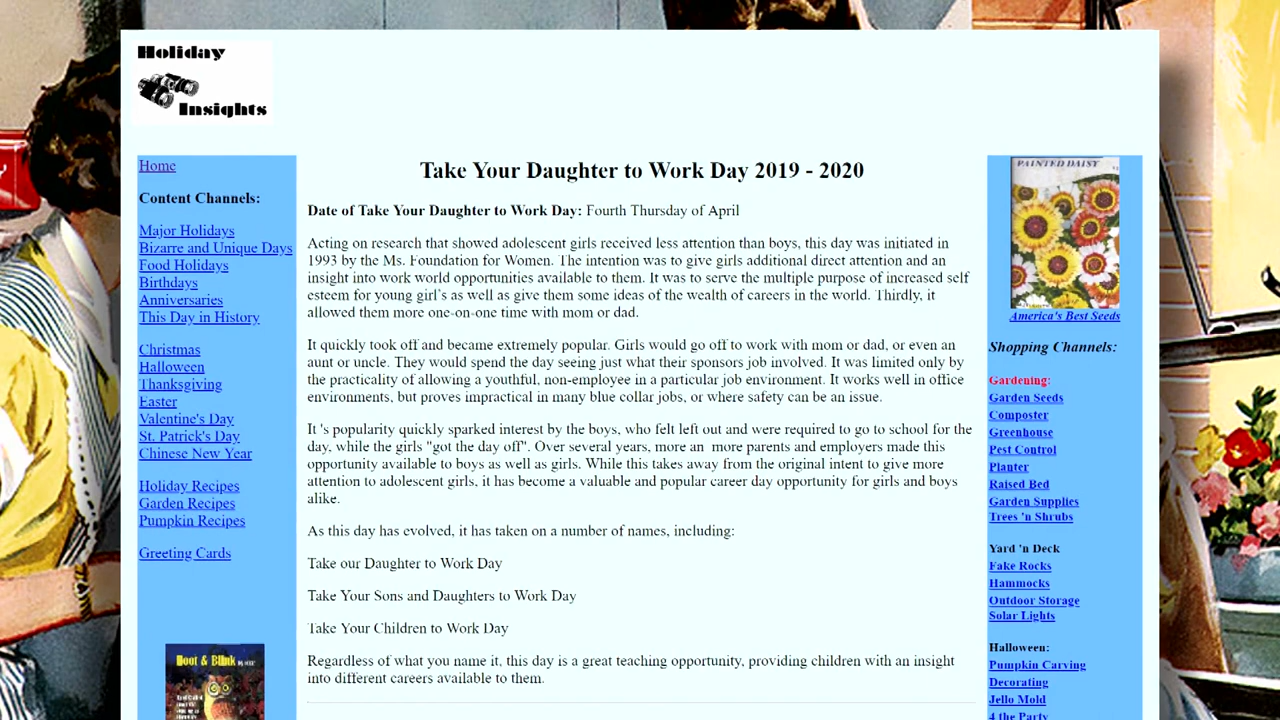 Holiday
Insights
Home
Content Channels:
Major Holidays
Bizarre and Unique Days
Food Holidays
Birthdays
Anniversaries
This Day in History
Christmas
Halloween
Thanksgiving
Easter
Valentine's Day
St. Patrick's Day
Chinese New Year
Holiday Recipes
Garden Recipes
Pumpkin Recipes
Greeting Cards
Hoot & Blink
Take Your Daughter to Work Day 2019 - 2020
Date of Take Your Daughter to Work Day: Fourth Thursday of April
Acting on research that showed adolescent girls received less attention than boys, this day was initiated in
1993 by the Ms. Foundation for Women. The intention was to give girls additional direct attention and an
insight into work world opportunities available to them. It was to serve the multiple purpose of increased self
esteem for young girl's as well as give them some ideas of the wealth of careers in the world. Thirdly, it
allowed them more one-on-one time with mom or dad.
It quickly took off and became extremely popular. Girls would go off to work with mom or dad, or even an
aunt or uncle. They would spend the day seeing just what their sponsors job involved. It was limited only by
the practicality of allowing a youthful, non-employee in a particular job environment. It works well in office
environments, but proves impractical in many blue collar jobs, or where safety can be an issue.
It 's popularity quickly sparked interest by the boys, who felt left out and were required to go to school for the
day, while the girls "got the day off". Over several years, more an  more parents and employers made this
opportunity available to boys as well as girls. While this takes away from the original intent to give more
attention to adolescent girls, it has become a valuable and popular career day opportunity for girls and boys
alike.
As this day has evolved, it has taken on a number of names, including:
Take our Daughter to Work Day
Take Your Sons and Daughters to Work Day
Take Your Children to Work Day
Regardless of what you name it, this day is a great teaching opportunity, providing children with an insight
into different careers available to them.
PAINTED DAISY
America's Best Seeds
Shopping Channels:
Gardening:
Garden Seeds
Composter
Greenhouse
Pest Control
Planter
Raised Bed
Garden Supplies
Trees 'n Shrubs
Yard 'n Deck
Fake Rocks
Hammocks
Outdoor Storage
Solar Lights
Halloween:
Pumpkin Carving
Decorating
Jello Mold
4 the Party